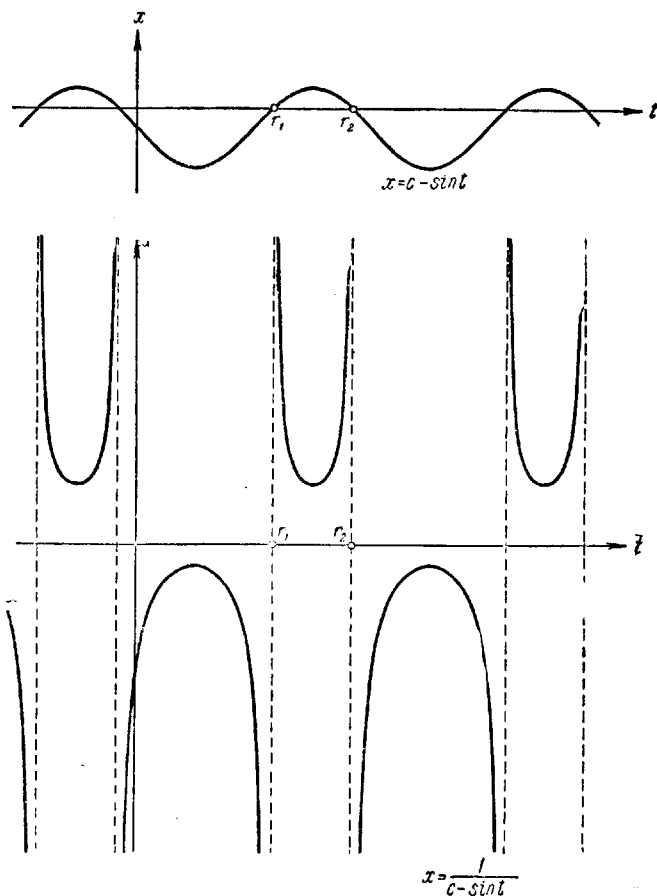 x
t
r₁ r₂
x=c-sint
r₁ r₂
t
x=1/(c-sint)